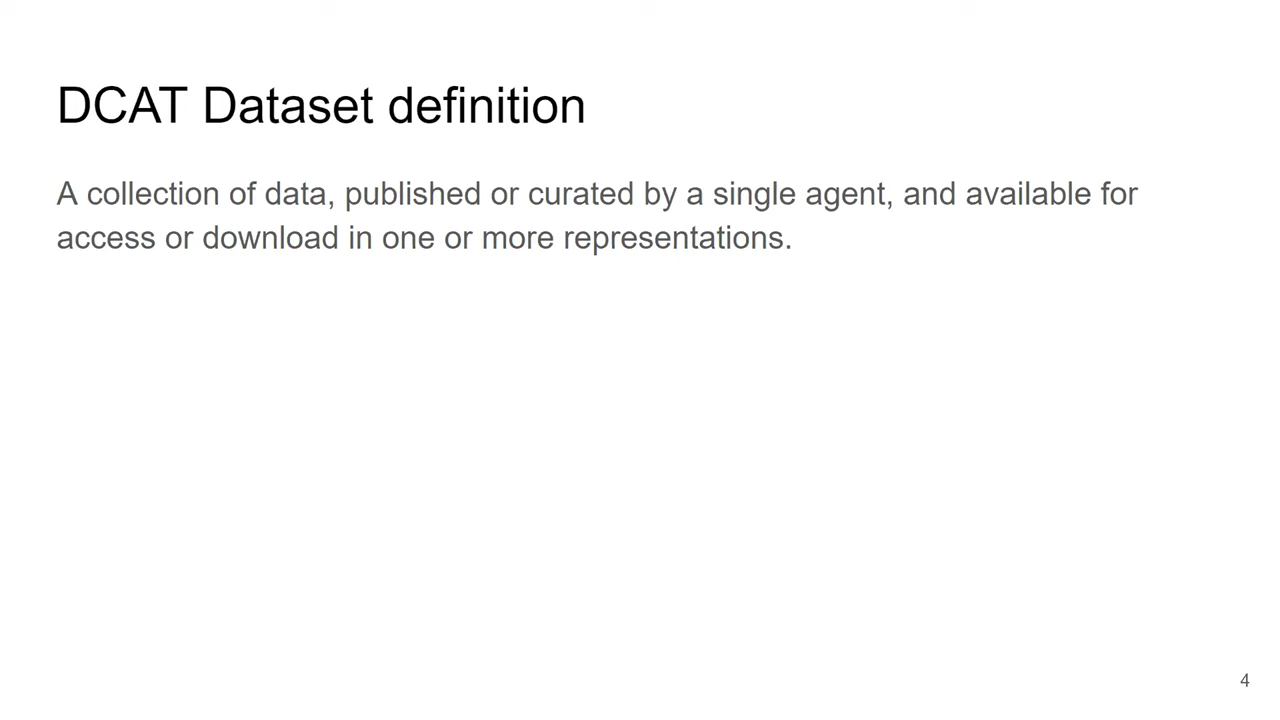 DCAT Dataset definition
A collection of data, published or curated by a single agent, and available for
access or download in one or more representations.
4